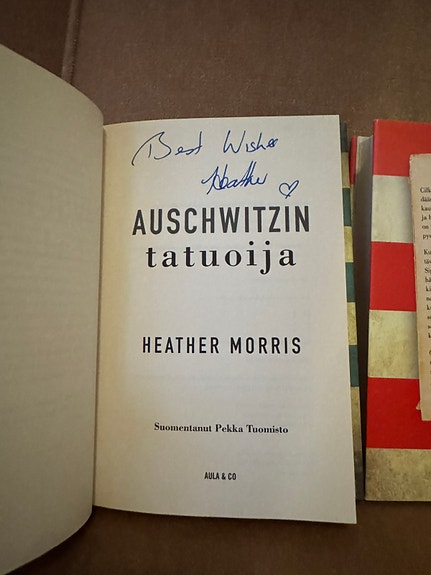 Best Wishes
Heather
AUSCHWITZIN
tatuoija
HEATHER MORRIS
Suomentanut Pekka Tuomisto
AULA & CO